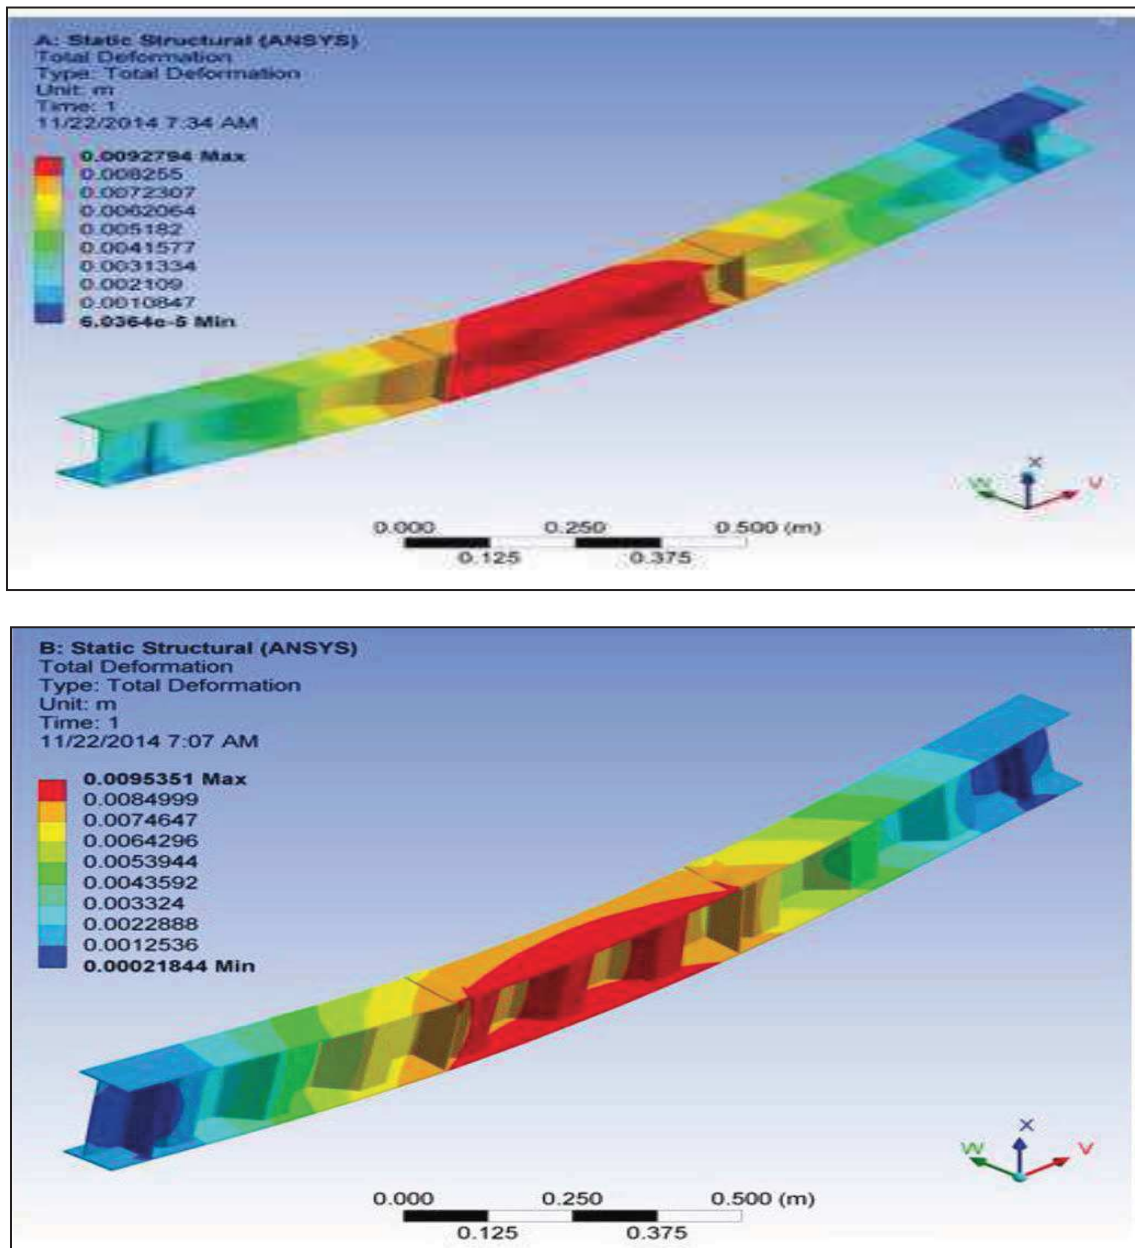 A: Static Structural (ANSYS)
Total Deformation
Type: Total Deformation
Unit: m
Time: 1
11/22/2014 7:34 AM
0.0092794 Max
0.008255
0.0072307
0.0062064
0.005182
0.0041577
0.0031334
0.002109
0.0010847
6.0364e-5 Min
X
W
V
0.000 0.250 0.500 (m)
0.125 0.375
B: Static Structural (ANSYS)
Total Deformation
Type: Total Deformation
Unit: m
Time: 1
11/22/2014 7:07 AM
0.0095351 Max
0.0084999
0.0074647
0.0064296
0.0053944
0.0043592
0.003324
0.0022888
0.0012536
0.00021844 Min
X
W
V
0.000 0.250 0.500 (m)
0.125 0.375